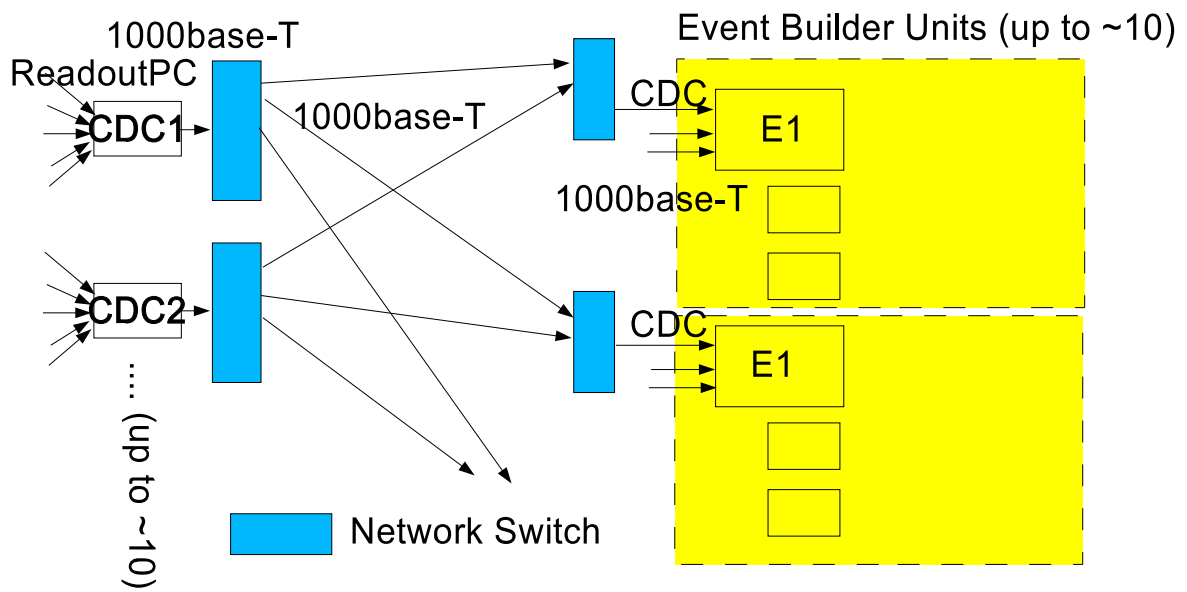 1000base-T
Event Builder Units (up to ~10)
ReadoutPC
CDC1
1000base-T
CDC
E1
1000base-T
CDC2
CDC
E1
.... (up to ~10)
Network Switch